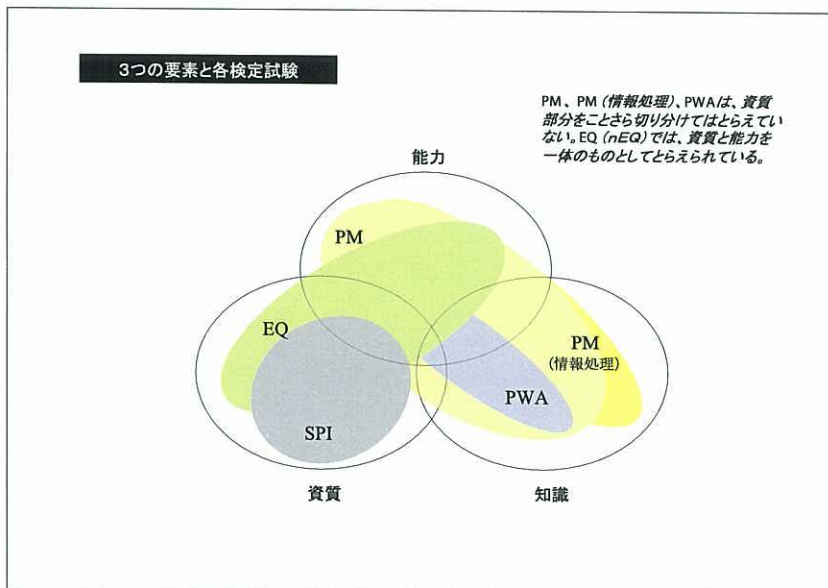 3つの要素と各検定試験
PM、PM(情報処理)、PWAは、資質
部分をことさら切り分けてはとらえてい
ない。EQ(nEQ)では、資質と能力を
一体のものとしてとらえられている。
能力
PM
EQ
PM
(情報処理)
PWA
SPI
資質
知識